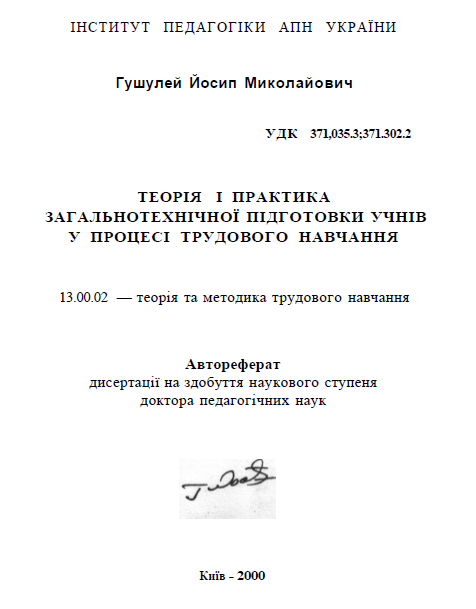 ІНСТИТУТ ПЕДАГОГІКИ АПН УКРАЇНИ
Гушулей Йосип Миколайович
УДК 371,035.3;371.302.2
ТЕОРІЯ І ПРАКТИКА
ЗАГАЛЬНОТЕХНІЧНОЇ ПІДГОТОВКИ УЧНІВ
У ПРОЦЕСІ ТРУДОВОГО НАВЧАННЯ
13.00.02 — теорія та методика трудового навчання
Автореферат
дисертації на здобуття наукового ступеня
доктора педагогічних наук
Київ - 2000